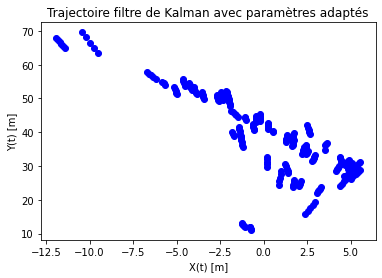 Trajectoire filtre de Kalman avec paramètres adaptés
Y(t) [m]
70
60
50
40
30
20
10
-12.5 -10.0 -7.5 -5.0 -2.5 0.0 2.5 5.0
X(t) [m]